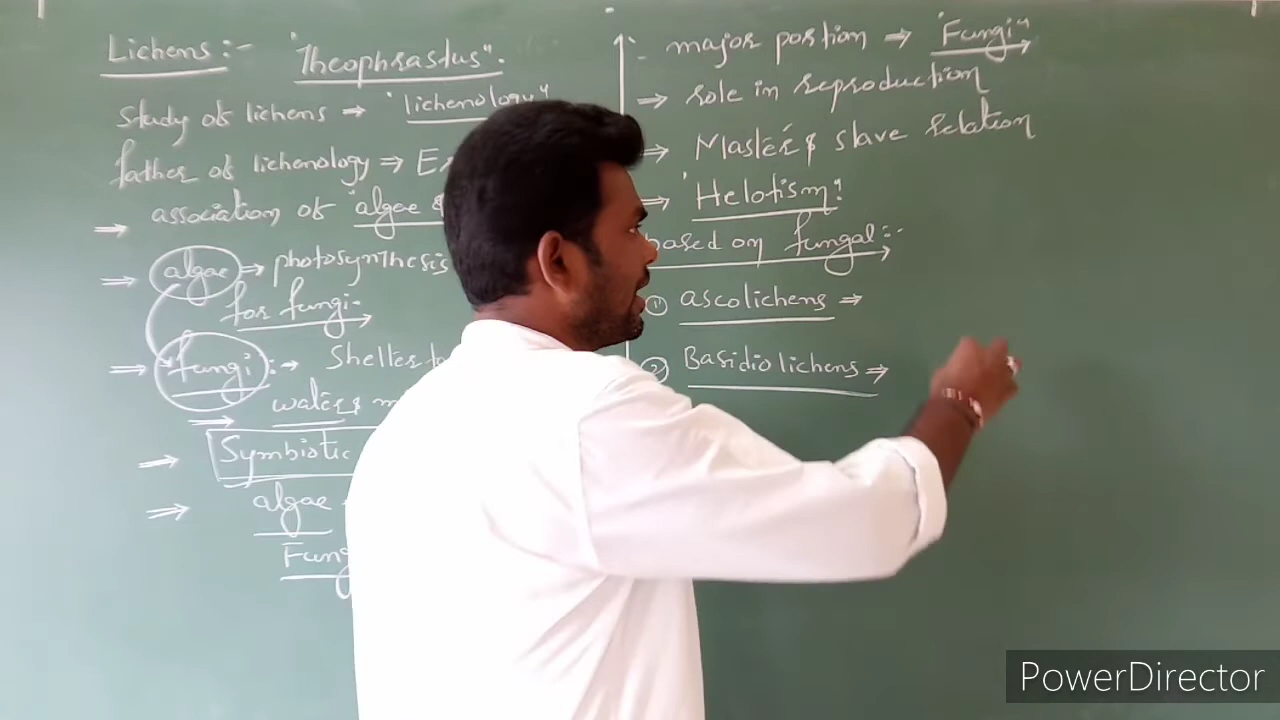 Lichens:- "Theophrastus".
Study of lichens ⇒ "lichenology"
father of lichenology ⇒
⇒ association of "algae
⇒ algae ⇒ photosynthesis
for fungi.
⇒ fungi:→ Shelter
⇒ water &
⇒ Symbiotic
⇒ algae
major portion ⇒ "Fungi"
⇒ role in reproduction
⇒ Master & slave relation
⇒ "Helotism"
based on fungal:-
① ascolichens ⇒
② Basidiolichens ⇒
PowerDirector